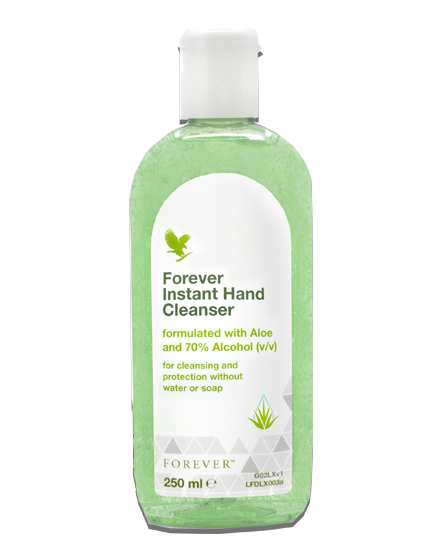 Forever
Instant Hand
Cleanser
formulated with Aloe
and 70% Alcohol (v/v)
for cleansing and
protection without
water or soap
FOREVER™
G02LXv1
LFDLX003a
250 ml ℮